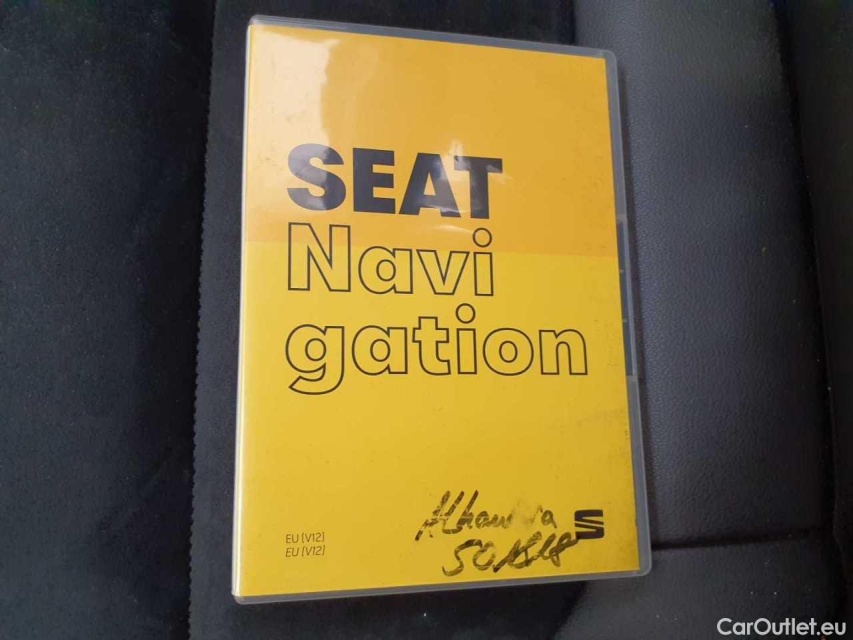 SEAT
Navi
gation
EU (V12)
EU (V12)
CarOutlet.eu